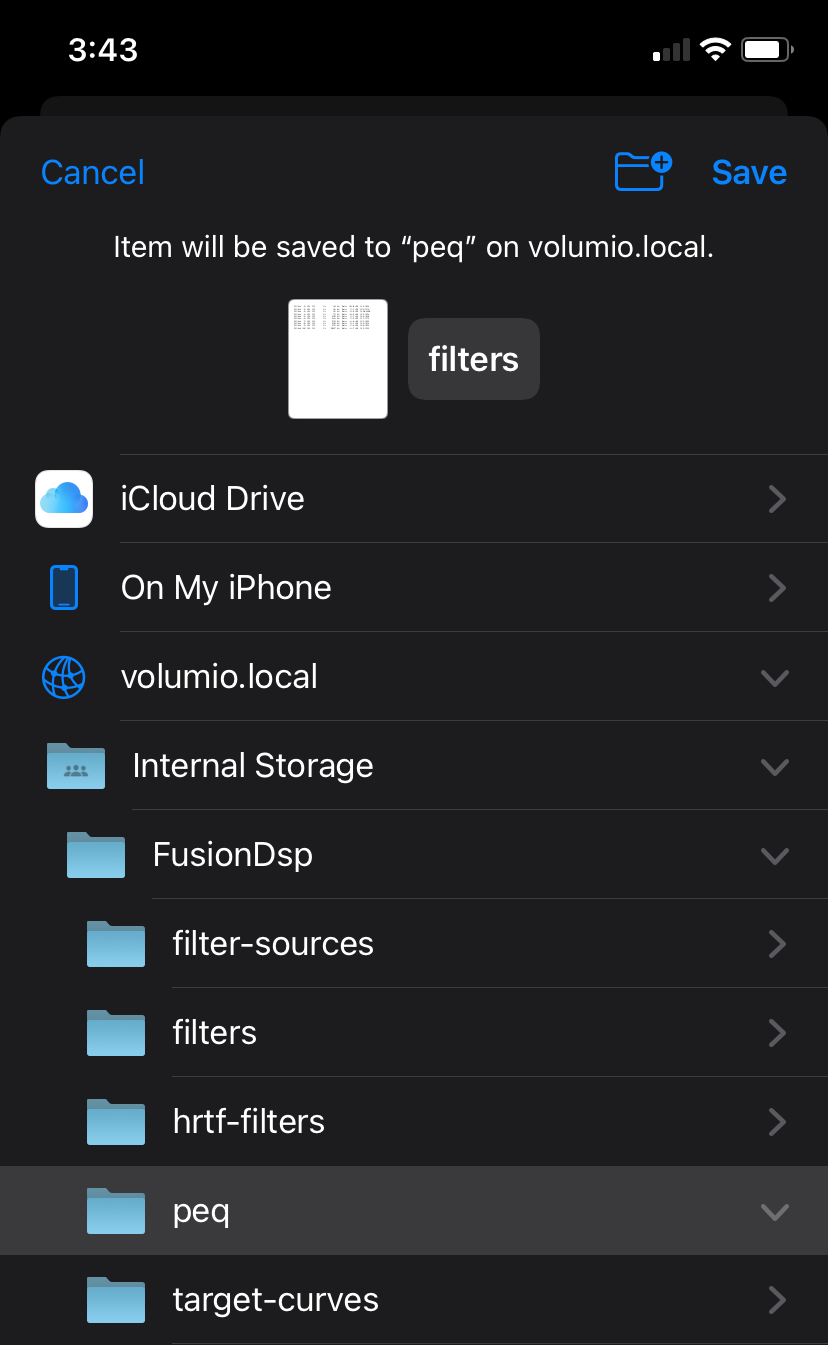 3:43
Cancel
Save
Item will be saved to “peq” on volumio.local.
filters
iCloud Drive
On My iPhone
volumio.local
Internal Storage
FusionDsp
filter-sources
filters
hrtf-filters
peq
target-curves